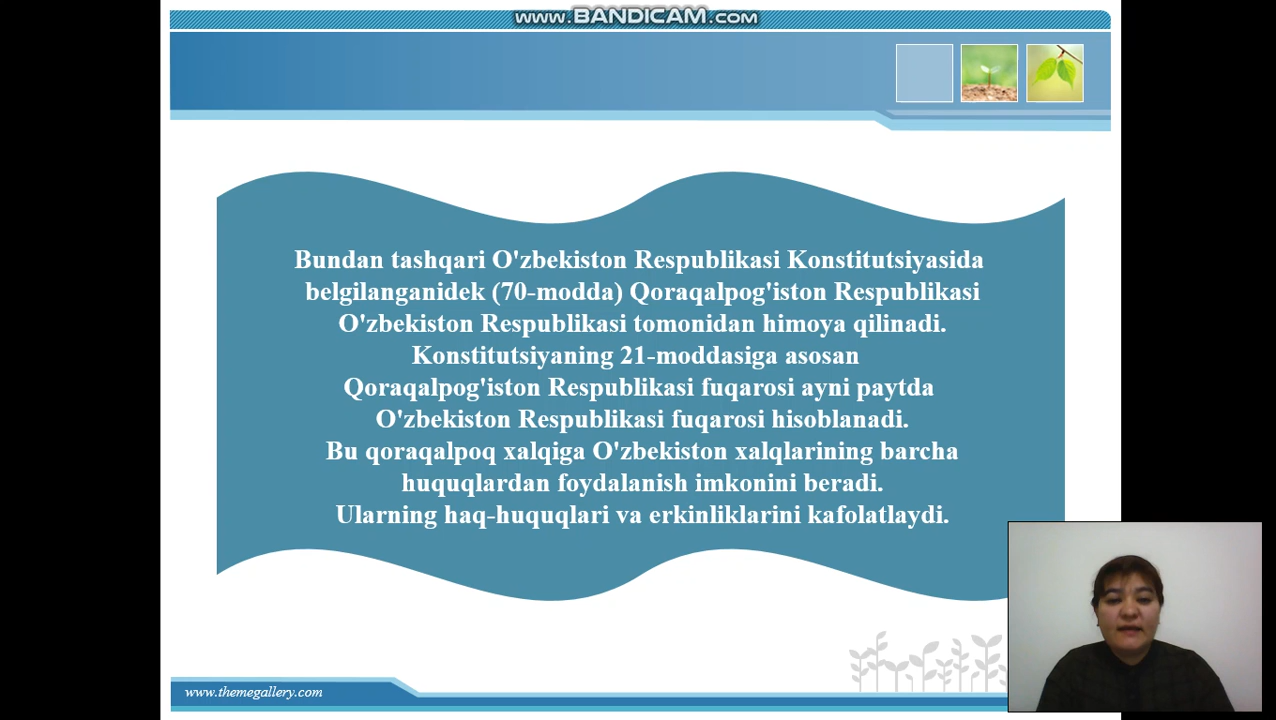 www.BANDICAM.com
Bundan tashqari O'zbekiston Respublikasi Konstitutsiyasida
belgilanganidek (70-modda) Qoraqalpog'iston Respublikasi
O'zbekiston Respublikasi tomonidan himoya qilinadi.
Konstitutsiyaning 21-moddasiga asosan
Qoraqalpog'iston Respublikasi fuqarosi ayni paytda
O'zbekiston Respublikasi fuqarosi hisoblanadi.
Bu qoraqalpoq xalqiga O'zbekiston xalqlarining barcha
huquqlardan foydalanish imkonini beradi.
Ularning haq-huquqlari va erkinliklarini kafolatlaydi.
www.themegallery.com